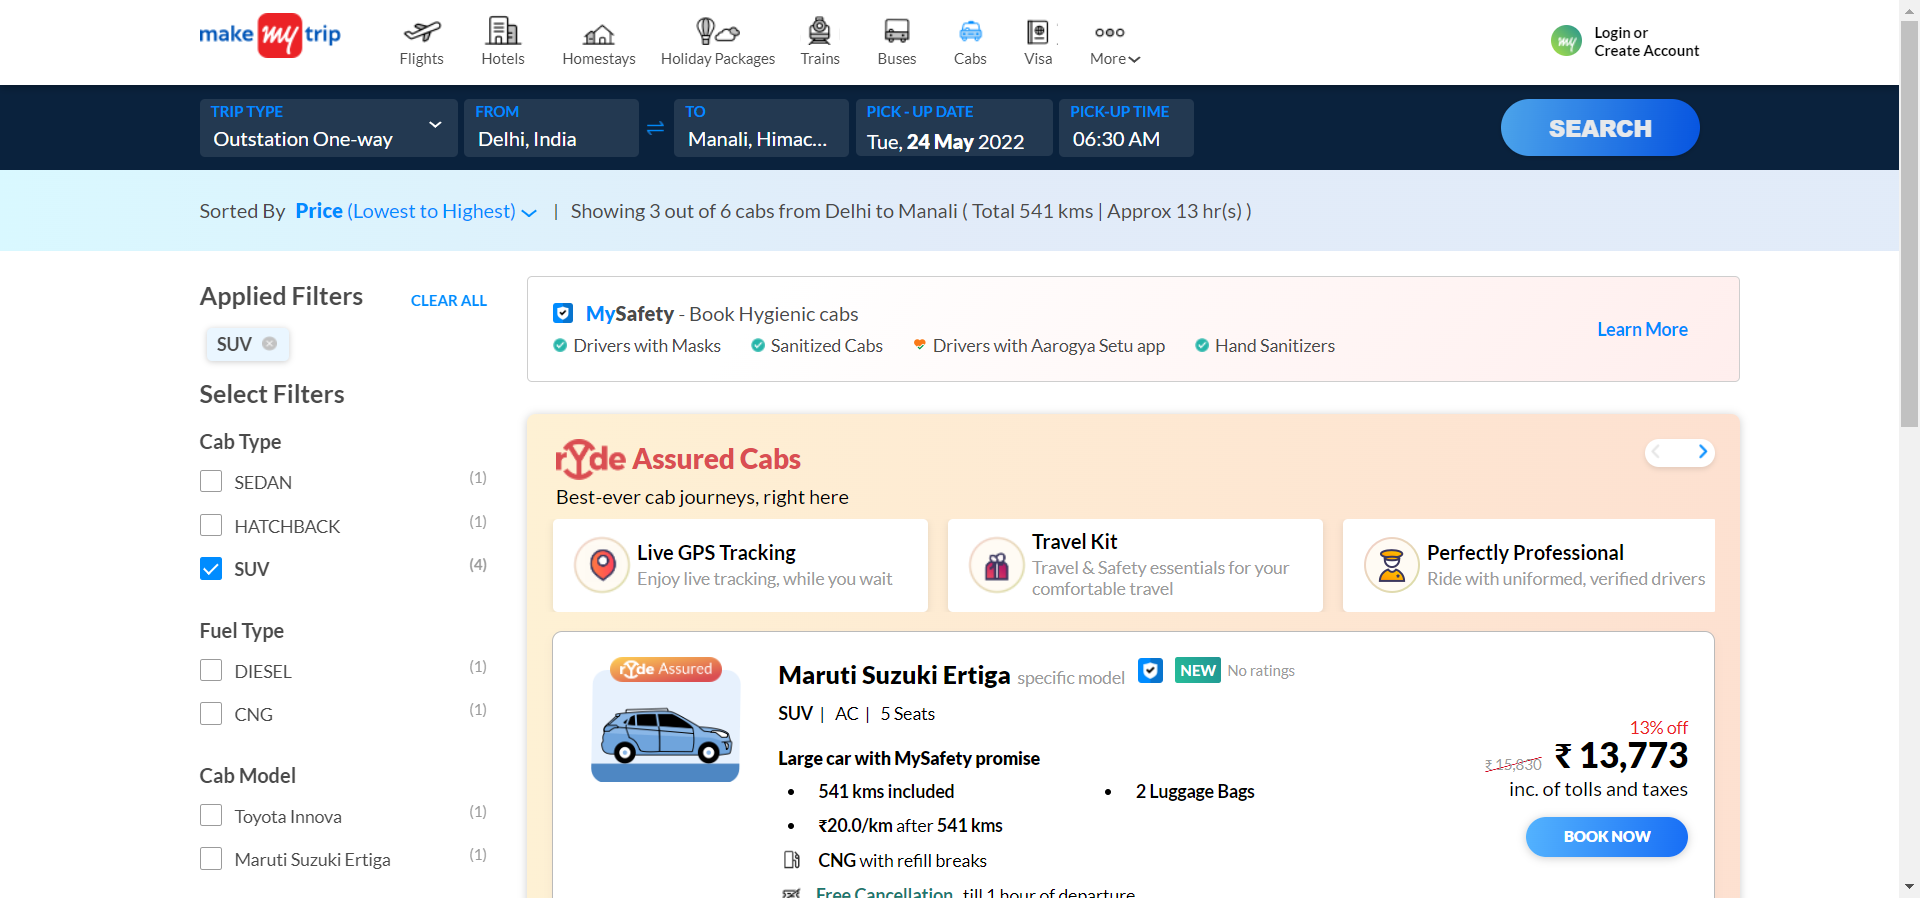 make my trip
Flights
Hotels
Homestays
Holiday Packages
Trains
Buses
Cabs
Visa
More
my
Login or
Create Account
TRIP TYPE
Outstation One-way
FROM
Delhi, India
TO
Manali, Himac...
PICK - UP DATE
Tue, 24 May 2022
PICK-UP TIME
06:30 AM
SEARCH
Sorted By Price (Lowest to Highest) | Showing 3 out of 6 cabs from Delhi to Manali ( Total 541 kms | Approx 13 hr(s) )
Applied Filters
CLEAR ALL
SUV
Select Filters
Cab Type
SEDAN (1)
HATCHBACK (1)
SUV (4)
Fuel Type
DIESEL (1)
CNG (1)
Cab Model
Toyota Innova (1)
Maruti Suzuki Ertiga (1)
MySafety - Book Hygienic cabs
Drivers with Masks
Sanitized Cabs
Drivers with Aarogya Setu app
Hand Sanitizers
Learn More
rYde Assured Cabs
Best-ever cab journeys, right here
Live GPS Tracking
Enjoy live tracking, while you wait
Travel Kit
Travel & Safety essentials for your
comfortable travel
Perfectly Professional
Ride with uniformed, verified drivers
rYde Assured
Maruti Suzuki Ertiga specific model NEW No ratings
SUV | AC | 5 Seats
Large car with MySafety promise
• 541 kms included
• 2 Luggage Bags
• ₹20.0/km after 541 kms
CNG with refill breaks
Free Cancellation till 1 hour of departure
13% off
₹ 15,830 ₹ 13,773
inc. of tolls and taxes
BOOK NOW